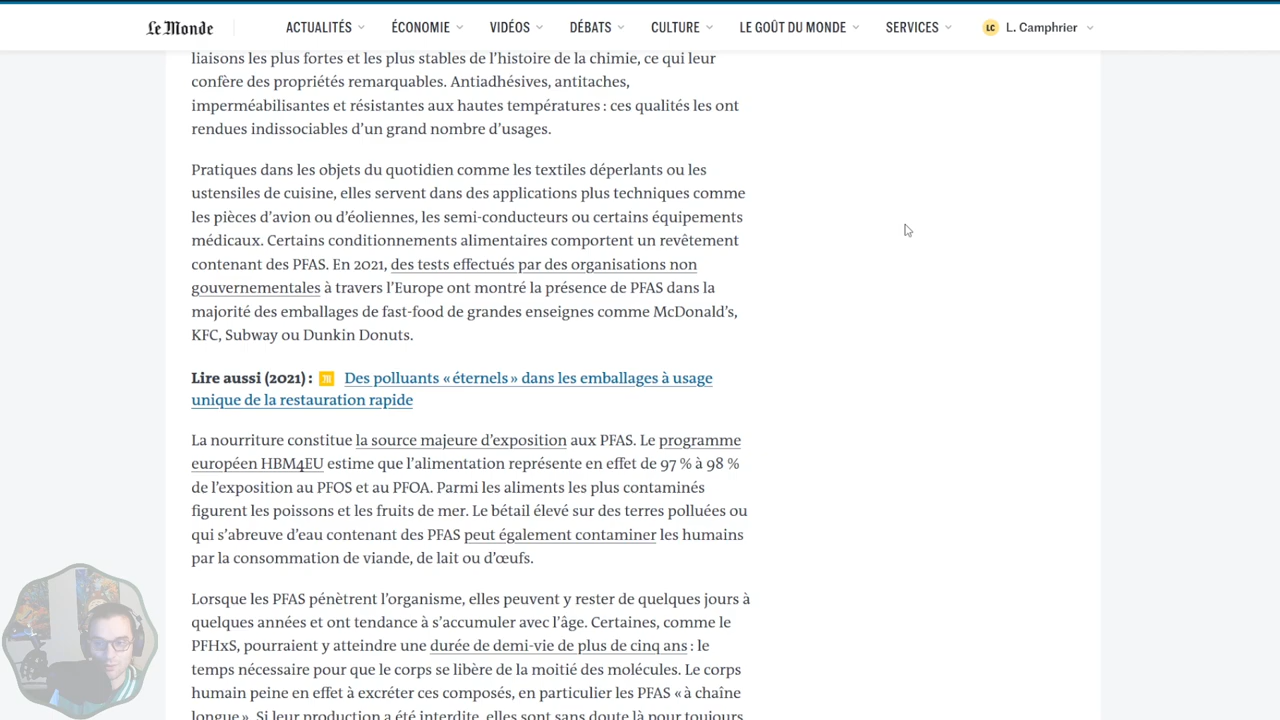 Le Monde
ACTUALITÉS
ÉCONOMIE
VIDÉOS
DÉBATS
CULTURE
LE GOÛT DU MONDE
SERVICES
LC
L. Camphrier
liaisons les plus fortes et les plus stables de l’histoire de la chimie, ce qui leur
confère des propriétés remarquables. Antiadhésives, antitaches,
imperméabilisantes et résistantes aux hautes températures : ces qualités les ont
rendues indissociables d’un grand nombre d’usages.
Pratiques dans les objets du quotidien comme les textiles déperlants ou les
ustensiles de cuisine, elles servent dans des applications plus techniques comme
les pièces d’avion ou d’éoliennes, les semi-conducteurs ou certains équipements
médicaux. Certains conditionnements alimentaires comportent un revêtement
contenant des PFAS. En 2021, des tests effectués par des organisations non
gouvernementales à travers l’Europe ont montré la présence de PFAS dans la
majorité des emballages de fast-food de grandes enseignes comme McDonald’s,
KFC, Subway ou Dunkin Donuts.
Lire aussi (2021) : M Des polluants « éternels » dans les emballages à usage
unique de la restauration rapide
La nourriture constitue la source majeure d’exposition aux PFAS. Le programme
européen HBM4EU estime que l’alimentation représente en effet de 97 % à 98 %
de l’exposition au PFOS et au PFOA. Parmi les aliments les plus contaminés
figurent les poissons et les fruits de mer. Le bétail élevé sur des terres polluées ou
qui s’abreuve d’eau contenant des PFAS peut également contaminer les humains
par la consommation de viande, de lait ou d’œufs.
Lorsque les PFAS pénètrent l’organisme, elles peuvent y rester de quelques jours à
quelques années et ont tendance à s’accumuler avec l’âge. Certaines, comme le
PFHxS, pourraient y atteindre une durée de demi-vie de plus de cinq ans : le
temps nécessaire pour que le corps se libère de la moitié des molécules. Le corps
humain peine en effet à excréter ces composés, en particulier les PFAS « à chaîne
longue ». Si leur production a été interdite, elles sont sans doute là pour toujours